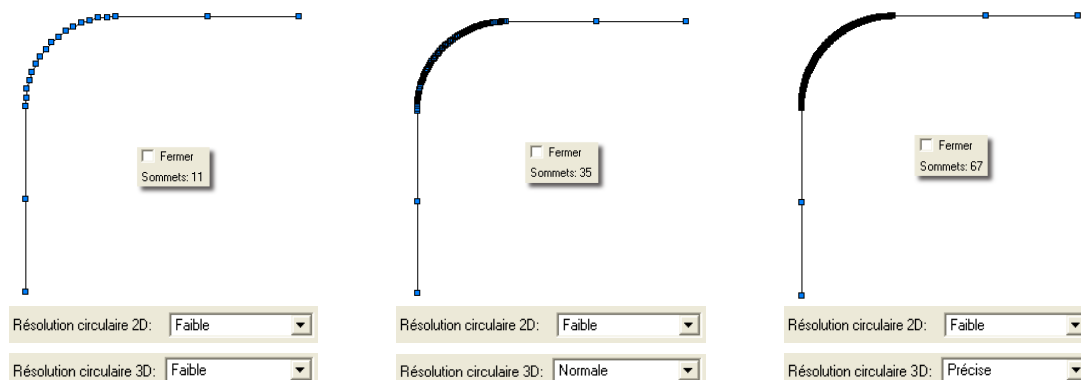 Fermer
Sommets: 11
Fermer
Sommets: 35
Fermer
Sommets: 67
Résolution circulaire 2D: Faible
Résolution circulaire 2D: Faible
Résolution circulaire 2D: Faible
Résolution circulaire 3D: Faible
Résolution circulaire 3D: Normale
Résolution circulaire 3D: Précise